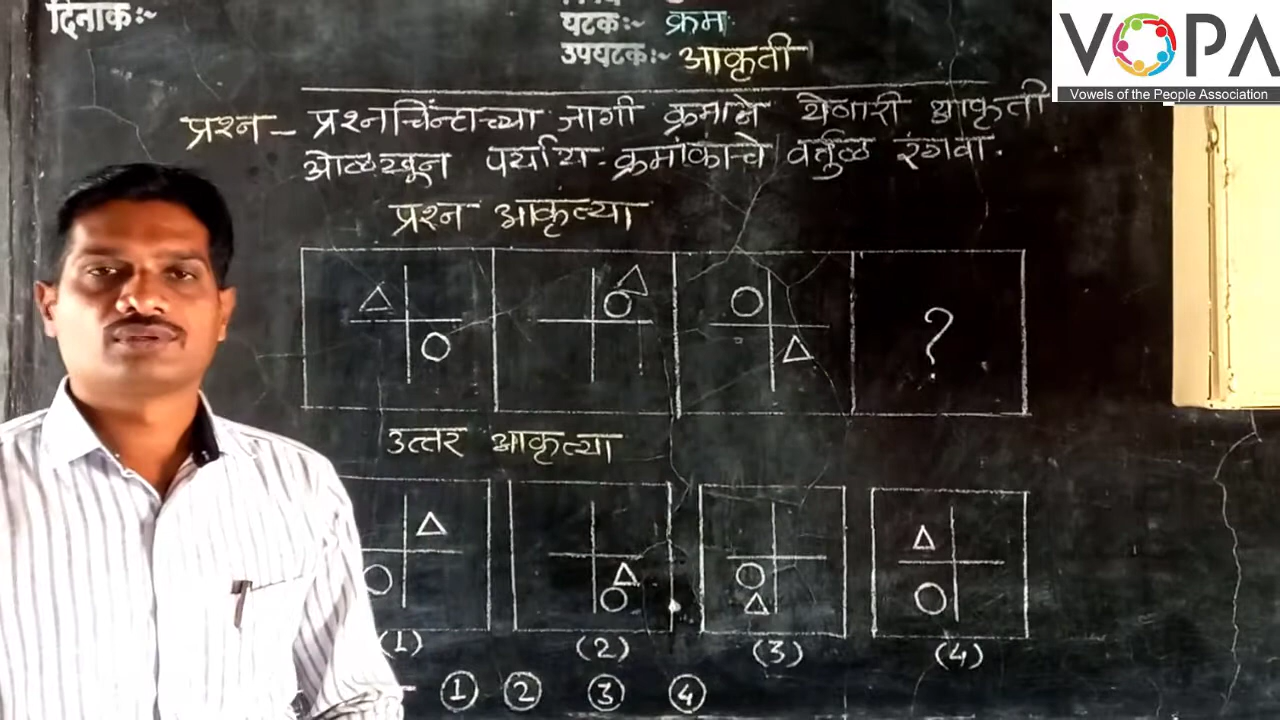 दिनाक:~
घटक:~ क्रम
उपघटक:~ आकृती
VOPA
Vowels of the People Association
प्रश्न – प्रश्नचिंन्हाच्या जागी क्रमाने येणारी आकृती
ओळखून पर्याय क्रमांकाचे वर्तुळ रंगवा.
प्रश्न आकृत्या
?
उत्तर आकृत्या
(1) (2) (3) (4)
1 2 3 4